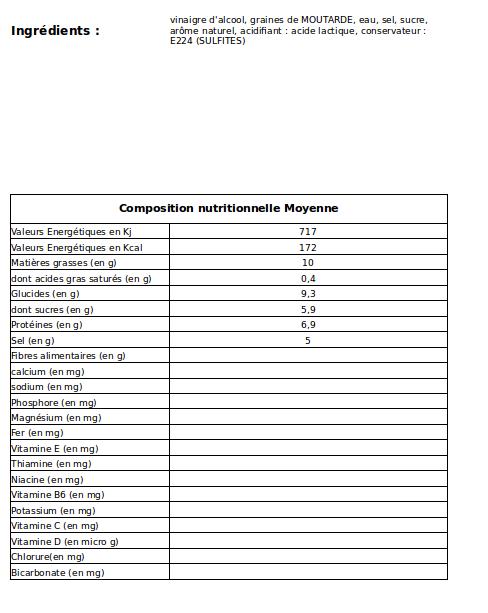 Ingrédients :
vinaigre d'alcool, graines de MOUTARDE, eau, sel, sucre,
arôme naturel, acidifiant : acide lactique, conservateur :
E224 (SULFITES)
Composition nutritionnelle Moyenne
Valeurs Energétiques en Kj 717
Valeurs Energétiques en Kcal 172
Matières grasses (en g) 10
dont acides gras saturés (en g) 0,4
Glucides (en g) 9,3
dont sucres (en g) 5,9
Protéines (en g) 6,9
Sel (en g) 5
Fibres alimentaires (en g)
calcium (en mg)
sodium (en mg)
Phosphore (en mg)
Magnésium (en mg)
Fer (en mg)
Vitamine E (en mg)
Thiamine (en mg)
Niacine (en mg)
Vitamine B6 (en mg)
Potassium (en mg)
Vitamine C (en mg)
Vitamine D (en micro g)
Chlorure(en mg)
Bicarbonate (en mg)